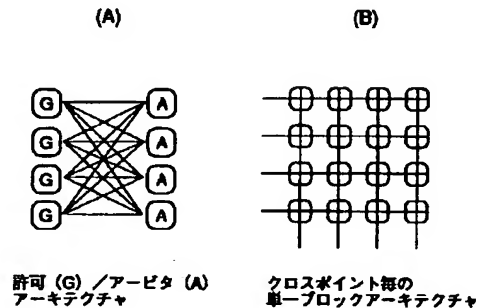 (A)
(B)
G A
G A
G A
G A
許可 (G) /アービタ (A)
アーキテクチャ
クロスポイント毎の
単一ブロックアーキテクチャ